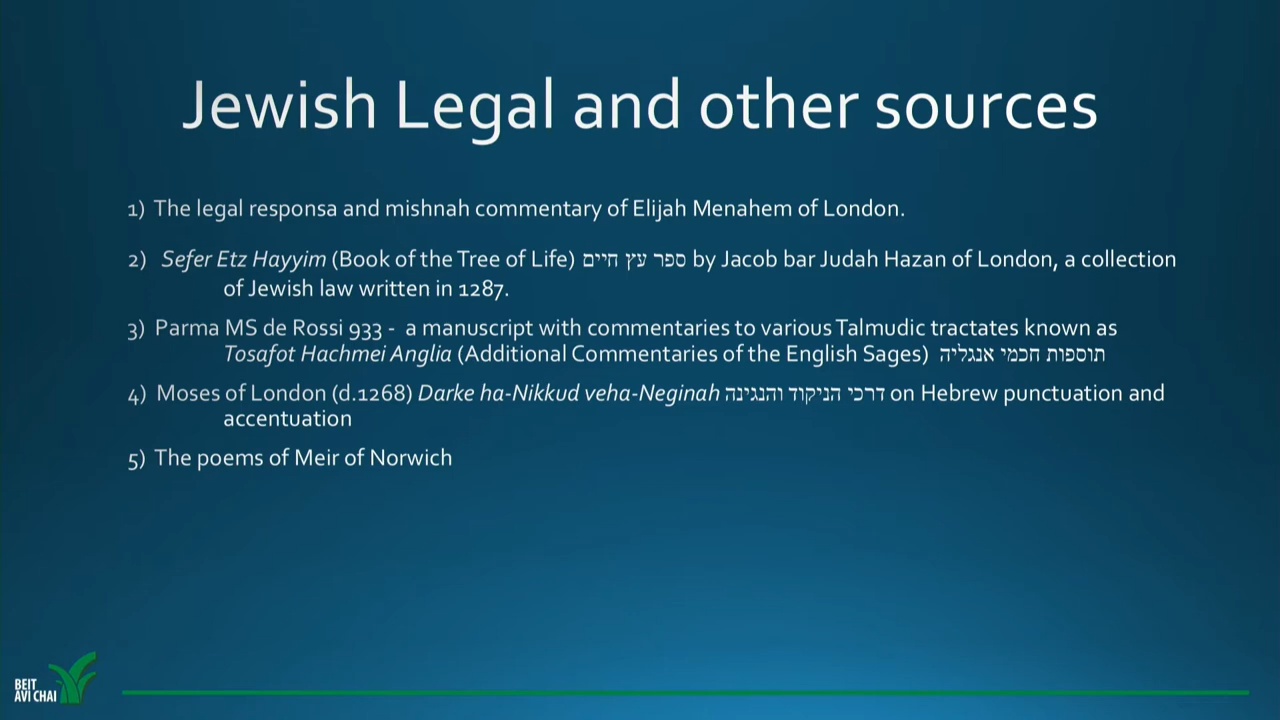 Jewish Legal and other sources
1) The legal responsa and mishnah commentary of Elijah Menahem of London.
2) Sefer Etz Hayyim (Book of the Tree of Life) ספר עץ חיים by Jacob bar Judah Hazan of London, a collection
of Jewish law written in 1287.
3) Parma MS de Rossi 933 - a manuscript with commentaries to various Talmudic tractates known as
Tosafot Hachmei Anglia (Additional Commentaries of the English Sages) תוספות חכמי אנגליה
4) Moses of London (d.1268) Darke ha-Nikkud veha-Neginah דרכי הניקוד והנגינה on Hebrew punctuation and
accentuation
5) The poems of Meir of Norwich
BEIT
AVI CHAI